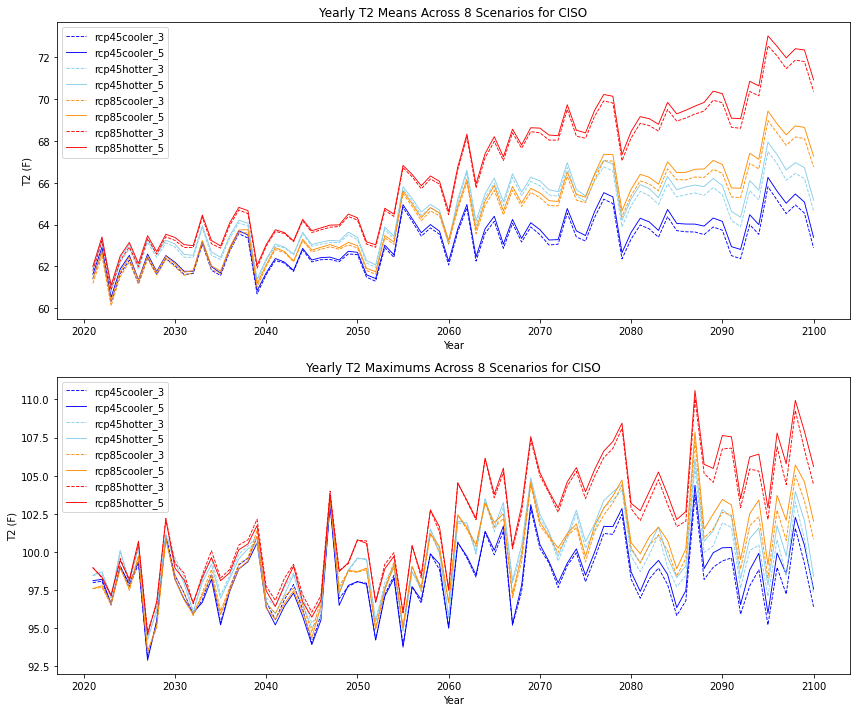 Yearly T2 Means Across 8 Scenarios for CISO
rcp45cooler_3
rcp45cooler_5
rcp45hotter_3
rcp45hotter_5
rcp85cooler_3
rcp85cooler_5
rcp85hotter_3
rcp85hotter_5
72
70
68
66
64
62
60
T2 (F)
2020 2030 2040 2050 2060 2070 2080 2090 2100
Year
Yearly T2 Maximums Across 8 Scenarios for CISO
rcp45cooler_3
rcp45cooler_5
rcp45hotter_3
rcp45hotter_5
rcp85cooler_3
rcp85cooler_5
rcp85hotter_3
rcp85hotter_5
110.0
107.5
105.0
102.5
100.0
97.5
95.0
92.5
T2 (F)
2020 2030 2040 2050 2060 2070 2080 2090 2100
Year